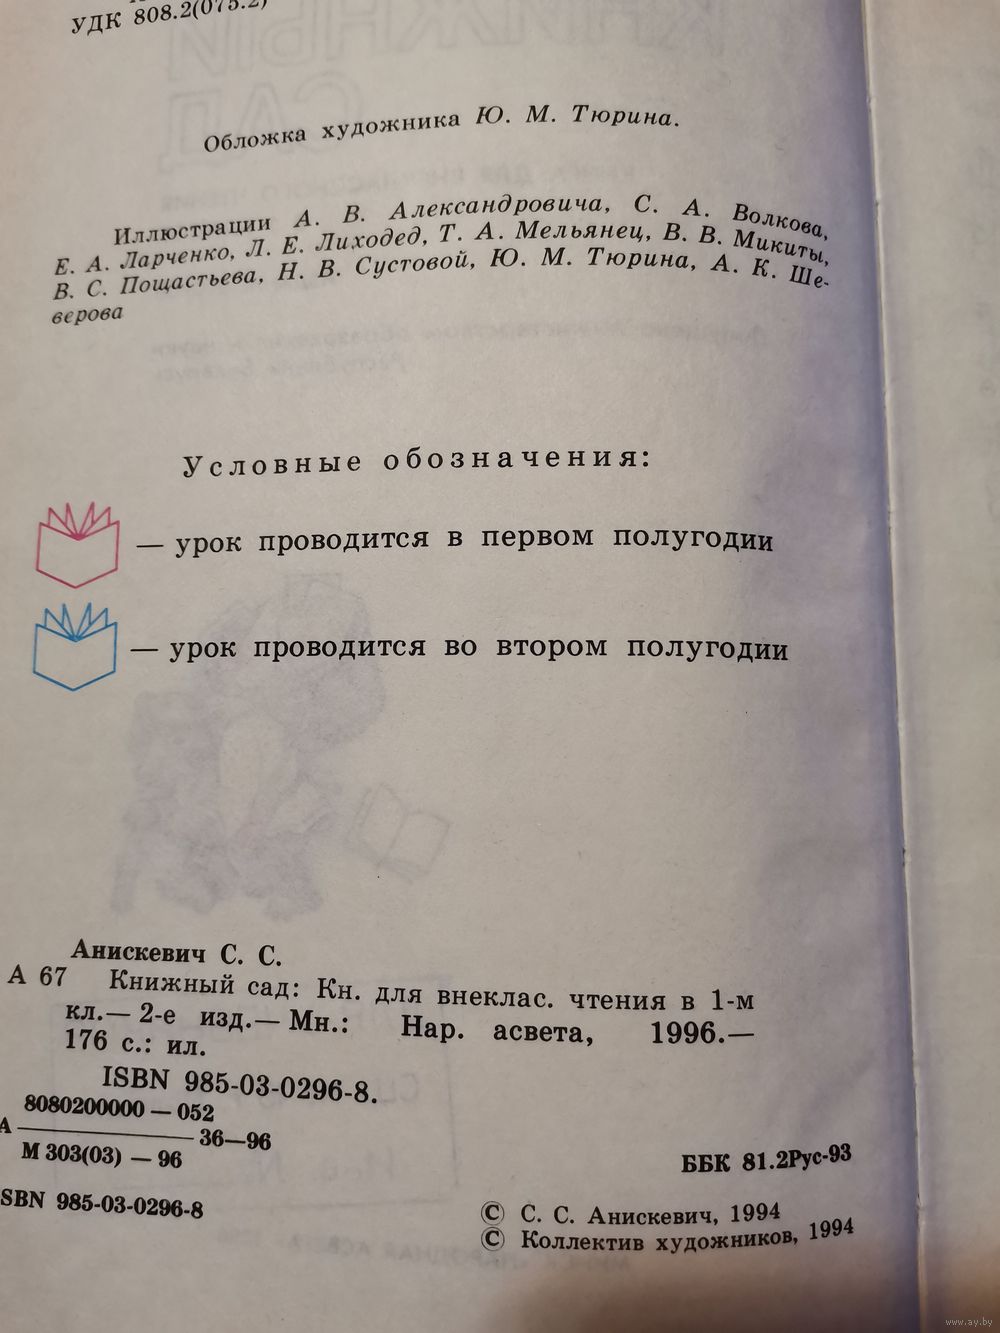 УДК 808.2(075.2)
Обложка художника Ю. М. Тюрина.
Иллюстрации А. В. Александровича, С. А. Волкова,
Е. А. Ларченко, Л. Е. Лиходед, Т. А. Мельянец, В. В. Микиты,
В. С. Пощастьева, Н. В. Сустовой, Ю. М. Тюрина, А. К. Ше-
верова
Условные обозначения:
— урок проводится в первом полугодии
— урок проводится во втором полугодии
Анискевич С. С.
А 67 Книжный сад: Кн. для внеклас. чтения в 1-м
кл.— 2-е изд.— Мн.: Нар. асвета, 1996.—
176 с.: ил.
ISBN 985-03-0296-8.
8080200000 — 052
А 36—96
М 303(03) — 96
ББК 81.2Рус-93
SBN 985-03-0296-8
© С. С. Анискевич, 1994
© Коллектив художников, 1994
www.ay.by